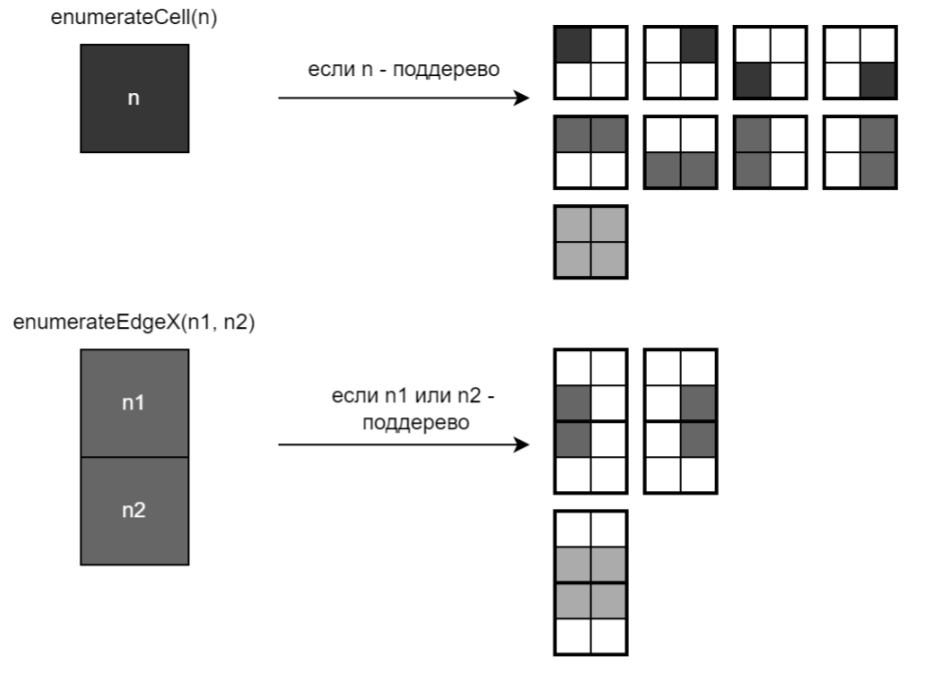 enumerateCell(n)
n
если n - поддерево
enumerateEdgeX(n1, n2)
n1
n2
если n1 или n2 -
поддерево